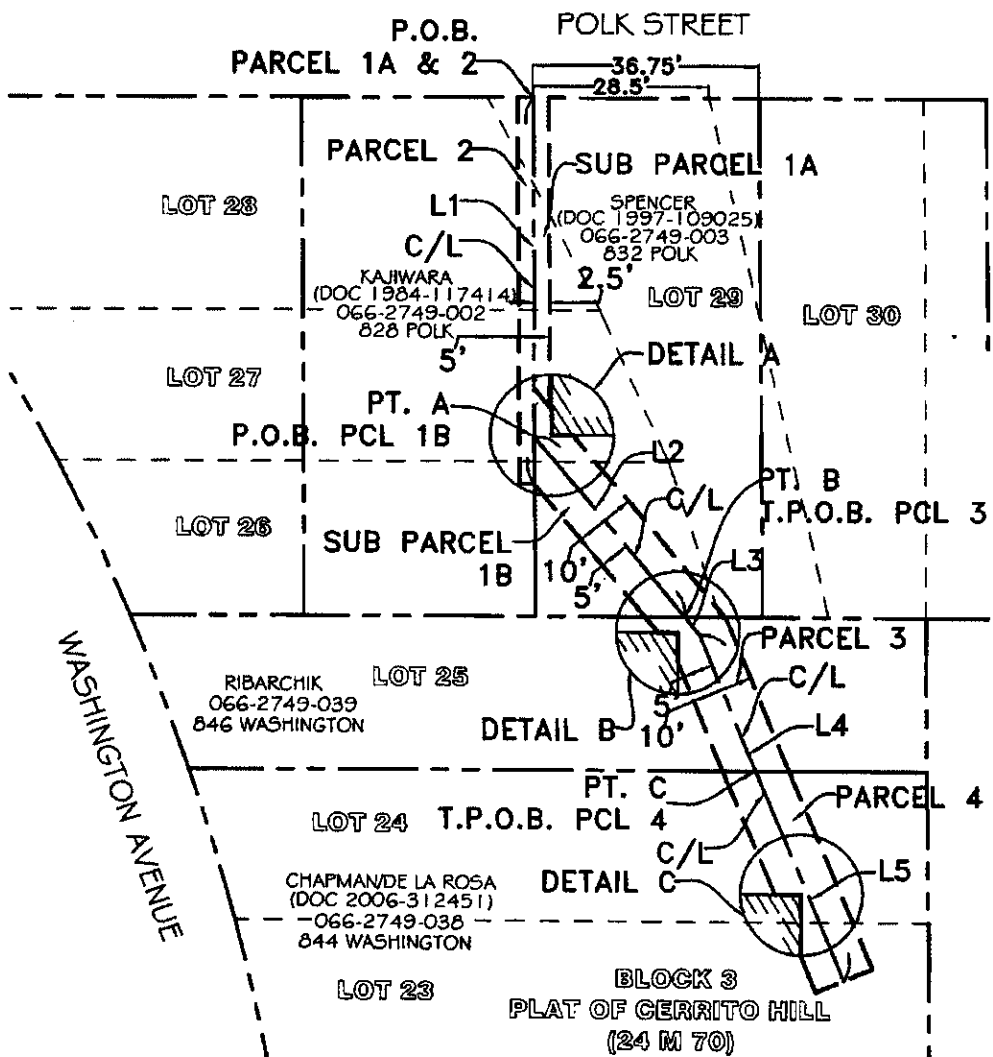 POLK STREET
P.O.B.
PARCEL 1A & 2
36.75'
28.5'
PARCEL 2
SUB PARCEL 1A
LOT 28
L1
C/L
SPENCER
(DOC 1997-109025)
066-2749-003
832 POLK
KAJIWARA
(DOC 1984-117414)
066-2749-002
828 POLK
2.5'
LOT 29
LOT 30
5'
DETAIL A
LOT 27
PT. A
P.O.B. PCL 1B
L2
PT. B
T.P.O.B. PCL 3
C/L
LOT 26
SUB PARCEL
1B
10'
5'
L3
PARCEL 3
WASHINGTON AVENUE
LOT 25
RIBARCHIK
066-2749-039
846 WASHINGTON
C/L
5'
10'
DETAIL B
L4
PT. C
T.P.O.B. PCL 4
PARCEL 4
LOT 24
C/L
DETAIL C
L5
CHAPMAN/DE LA ROSA
(DOC 2006-312451)
066-2749-038
844 WASHINGTON
LOT 23
BLOCK 3
PLAT OF CERRITO HILL
(24 M 70)